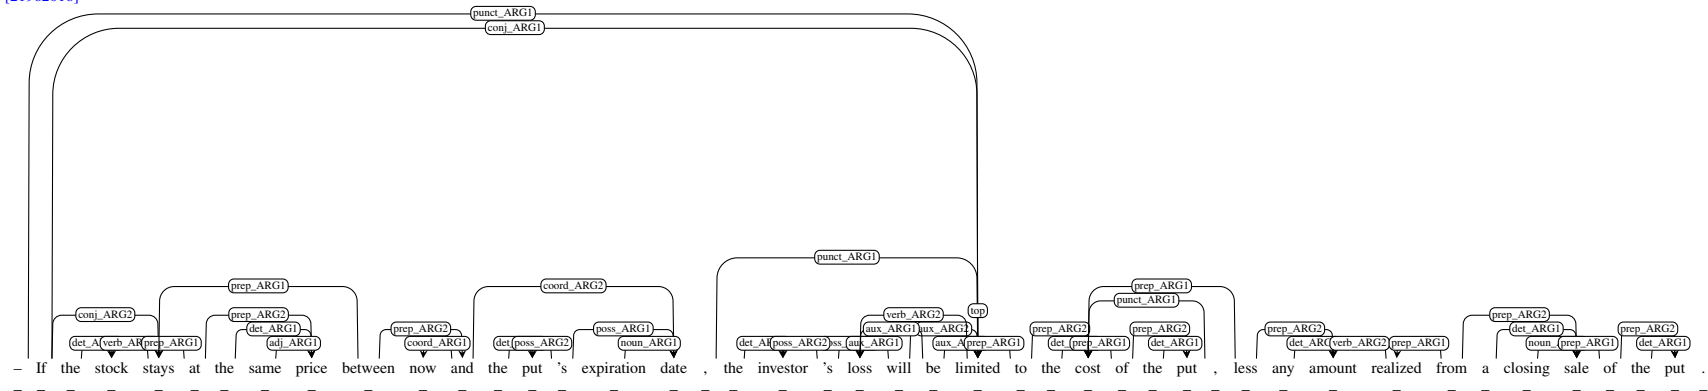 punct_ARG1
conj_ARG1
punct_ARG1
prep_ARG1 coord_ARG2 prep_ARG1
punct_ARG1
top
conj_ARG2 prep_ARG2 verb_ARG2 prep_ARG2
det_ARG1 prep_ARG2 poss_ARG1 aux_ARG1 aux_ARG2 prep_ARG2 prep_ARG2 prep_ARG2 det_ARG1 prep_ARG2
prep_ARG1 adj_ARG1 coord_ARG1 poss_ARG2 noun_ARG1 poss_ARG2 aux_ARG1 prep_ARG1 prep_ARG1 det_ARG1 verb_ARG2 prep_ARG1 prep_ARG1 det_ARG1
– If the stock stays at the same price between now and the put 's expiration date , the investor 's loss will be limited to the cost of the put , less any amount realized from a closing sale of the put